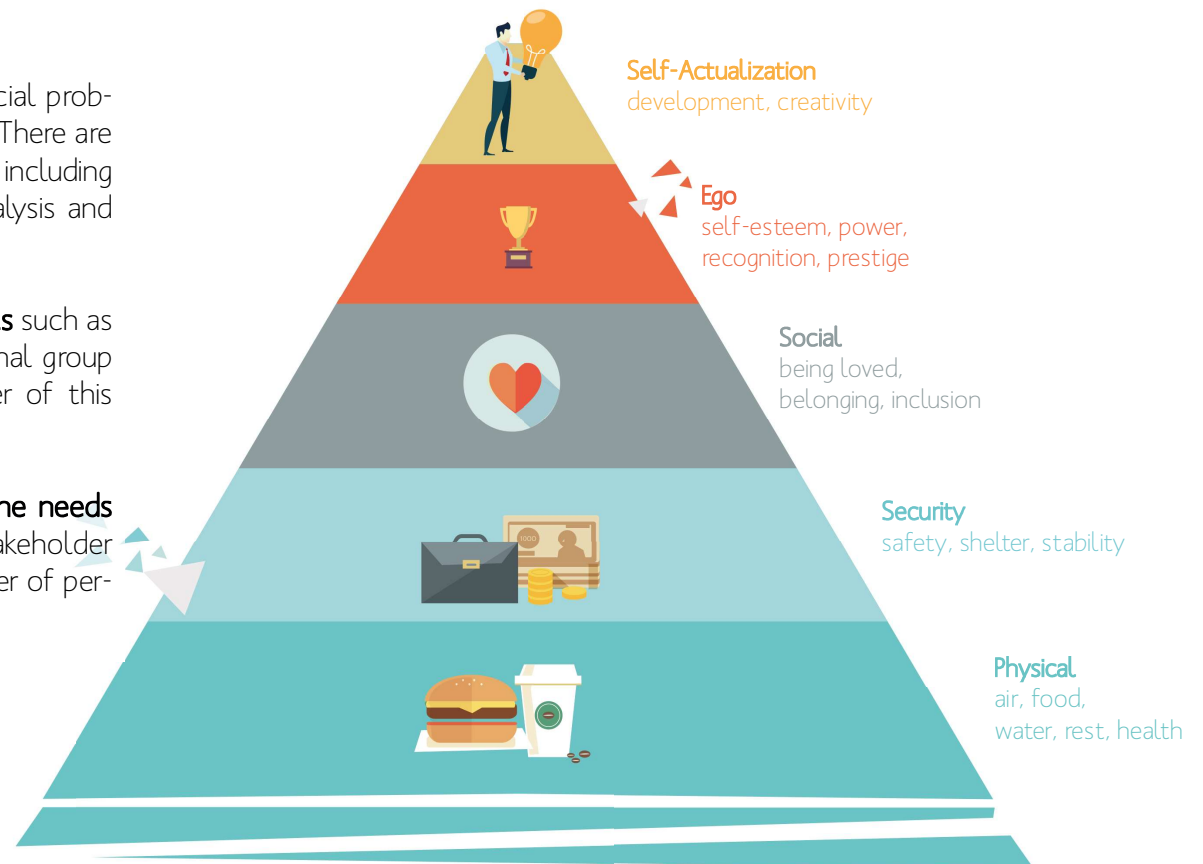 cial prob-
There are
including
alysis and
s such as
nal group
er of this
ne needs
akeholder
er of per-
Self-Actualization
development, creativity
Ego
self-esteem, power,
recognition, prestige
Social
being loved,
belonging, inclusion
1000
Security
safety, shelter, stability
Physical
air, food,
water, rest, health